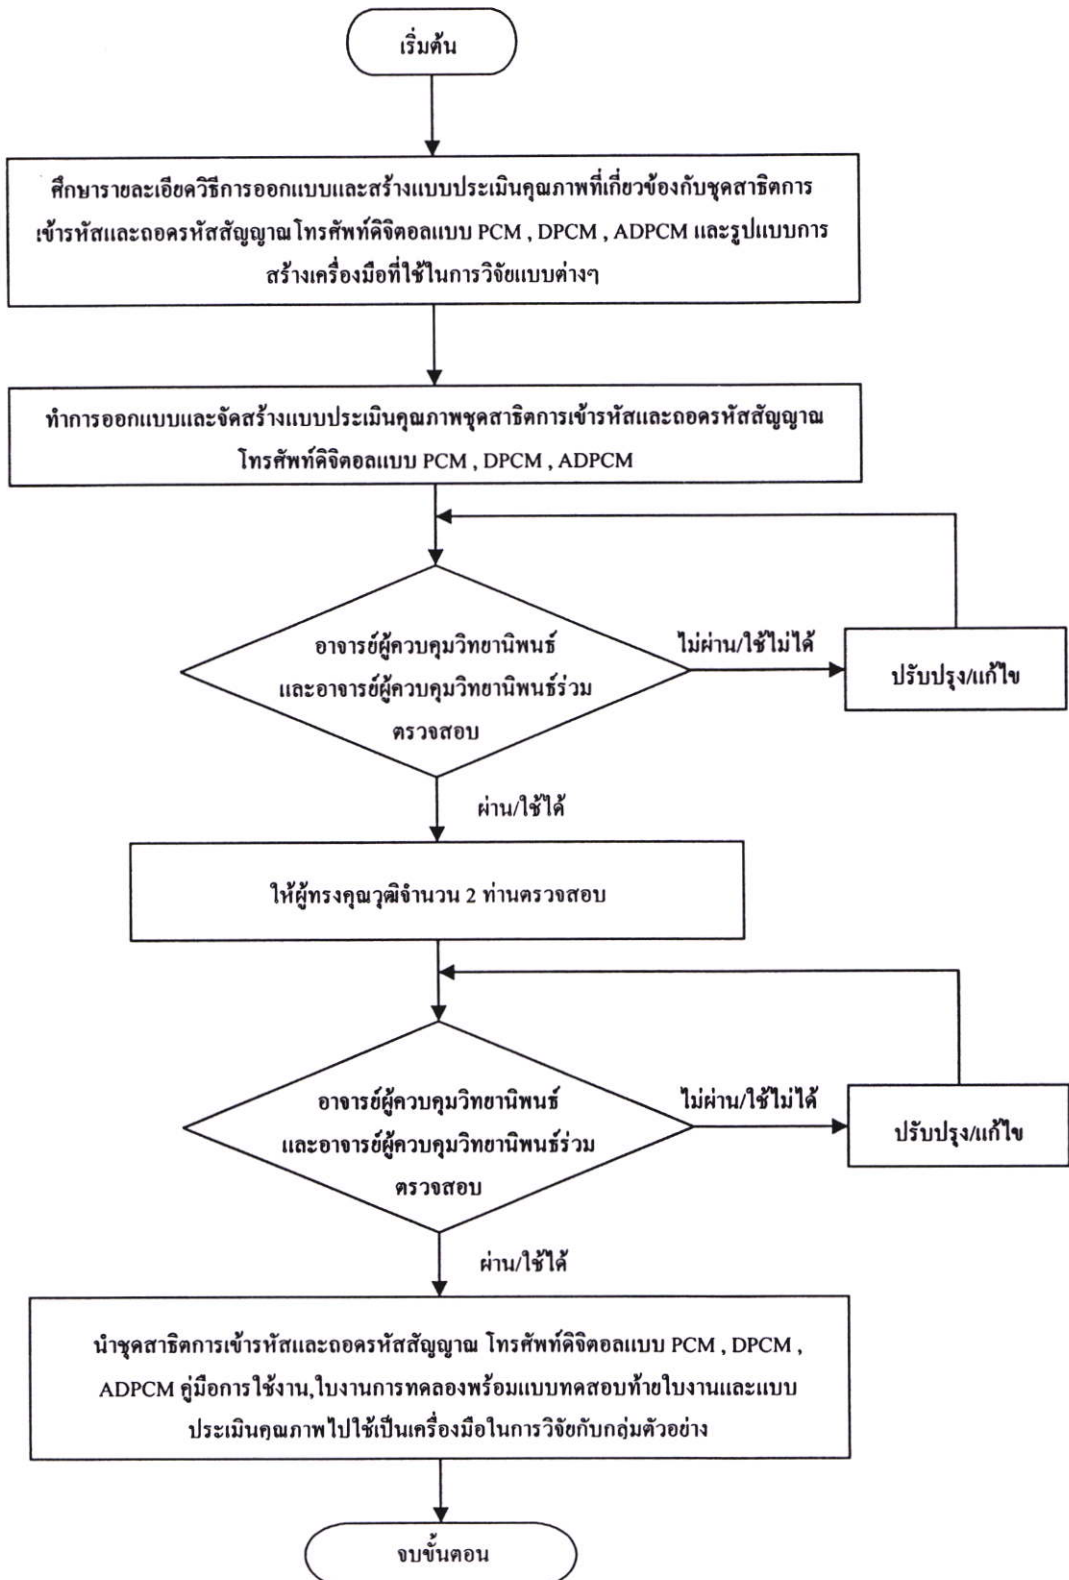 เริ่มต้น
ศึกษารายละเอียดวิธีการออกแบบและสร้างแบบประเมินคุณภาพที่เกี่ยวข้องกับชุดสาธิตการ
เข้ารหัสและถอดรหัสสัญญาณโทรศัพท์ดิจิตอลแบบ PCM , DPCM , ADPCM และรูปแบบการ
สร้างเครื่องมือที่ใช้ในการวิจัยแบบต่างๆ
ทำการออกแบบและจัดสร้างแบบประเมินคุณภาพชุดสาธิตการเข้ารหัสและถอดรหัสสัญญาณ
โทรศัพท์ดิจิตอลแบบ PCM , DPCM , ADPCM
อาจารย์ผู้ควบคุมวิทยานิพนธ์
และอาจารย์ผู้ควบคุมวิทยานิพนธ์ร่วม
ตรวจสอบ
ไม่ผ่าน/ใช้ไม่ได้
ปรับปรุง/แก้ไข
ผ่าน/ใช้ได้
ให้ผู้ทรงคุณวุฒิจำนวน 2 ท่านตรวจสอบ
อาจารย์ผู้ควบคุมวิทยานิพนธ์
และอาจารย์ผู้ควบคุมวิทยานิพนธ์ร่วม
ตรวจสอบ
ไม่ผ่าน/ใช้ไม่ได้
ปรับปรุง/แก้ไข
ผ่าน/ใช้ได้
นำชุดสาธิตการเข้ารหัสและถอดรหัสสัญญาณ โทรศัพท์ดิจิตอลแบบ PCM , DPCM ,
ADPCM คู่มือการใช้งาน,ใบงานการทดลองพร้อมแบบทดสอบท้ายใบงานและแบบ
ประเมินคุณภาพไปใช้เป็นเครื่องมือในการวิจัยกับกลุ่มตัวอย่าง
จบขั้นตอน